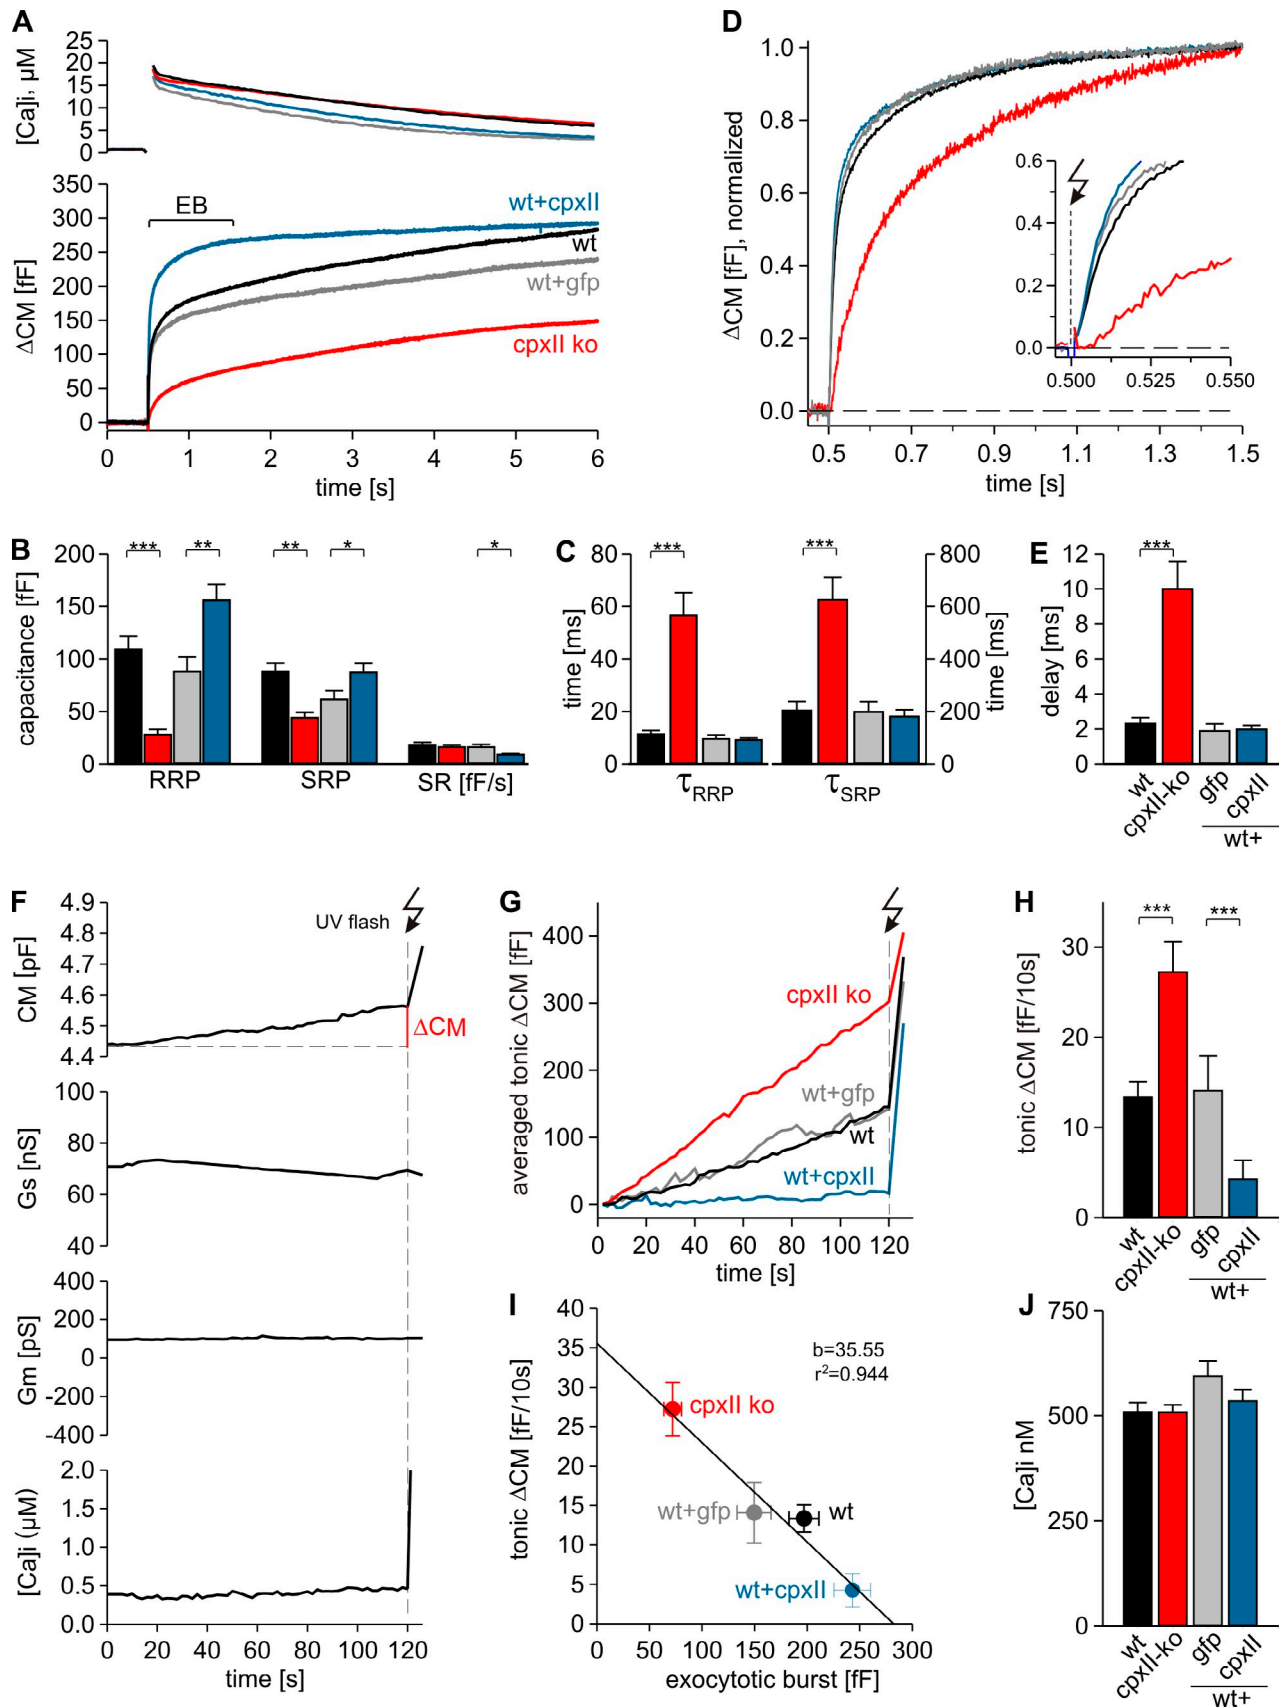 A
[Ca]i, µM
25
20
15
10
5
0
350
300
250
200
150
100
50
0
ΔCM [fF]
EB
wt+cpxII
wt
wt+gfp
cpxII ko
0 1 2 3 4 5 6
time [s]
D
ΔCM [fF], normalized
1.0
0.8
0.6
0.4
0.2
0.0
0.5 0.7 0.9 1.1 1.3 1.5
time [s]
0.6
0.4
0.2
0.0
0.500 0.525 0.550
B
capacitance [fF]
200
150
100
50
0
*** ** ** * *
RRP SRP SR [fF/s]
C
time [ms]
80
60
40
20
0
*** ***
τRRP τSRP
800
600
400
200
0
time [ms]
E
delay [ms]
12
10
8
6
4
2
0
***
wt cpxII-ko gfp cpxII
wt+
F
UV flash
CM [pF]
4.9
4.8
4.7
4.6
4.5
4.4
ΔCM
Gs [nS]
100
80
60
40
Gm [pS]
400
200
0
-200
-400
[Ca]i (µM)
2.0
1.5
1.0
0.5
0.0
0 20 40 60 80 100 120
time [s]
G
averaged tonic ΔCM [fF]
400
300
200
100
0
cpxII ko
wt+gfp
wt
wt+cpxII
0 20 40 60 80 100 120
time [s]
H
tonic ΔCM [fF/10s]
30
20
10
0
*** ***
wt cpxII-ko gfp cpxII
wt+
I
tonic ΔCM [fF/10s]
40
35
30
25
20
15
10
5
0
b=35.55
r²=0.944
cpxII ko
wt+gfp
wt
wt+cpxII
0 50 100 150 200 250 300
exocytotic burst [fF]
J
[Ca]i nM
750
500
250
0
wt cpxII-ko gfp cpxII
wt+